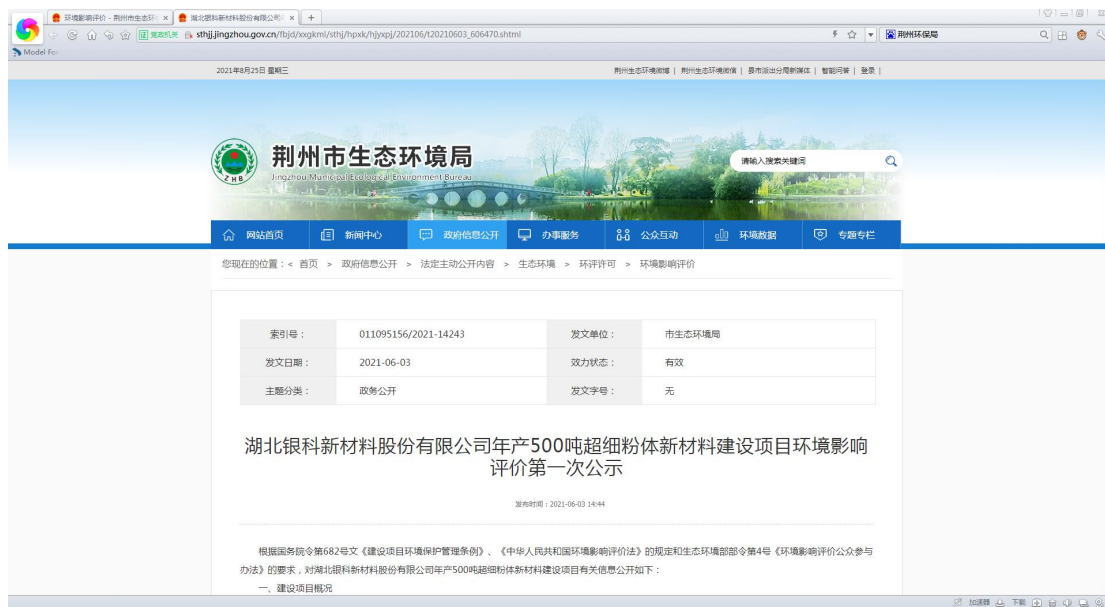 环境影响评价 - 荆州市生态环
湖北银科新材料股份有限公司
党政机关
sthjj.jingzhou.gov.cn/fbjd/xxgkml/sthj/hpxk/hjyxpj/202106/t20210603_606470.shtml
荆州环保局
Model For
2021年8月25日 星期三
荆州生态环境微博 | 荆州生态环境微信 | 县市派出分局新媒体 | 智能问答 | 登录 |
ZHB
荆州市生态环境局
Jingzhou Municipal Ecological Environment Bureau
请输入搜索关键词
网站首页 新闻中心 政府信息公开 办事服务 公众互动 环境数据 专题专栏
您现在的位置：< 首页 > 政府信息公开 > 法定主动公开内容 > 生态环境 > 环评许可 > 环境影响评价
索引号： 011095156/2021-14243 发文单位： 市生态环境局
发文日期： 2021-06-03 效力状态： 有效
主题分类： 政务公开 发文字号： 无
湖北银科新材料股份有限公司年产500吨超细粉体新材料建设项目环境影响
评价第一次公示
发布时间：2021-06-03 14:44
根据国务院令第682号文《建设项目环境保护管理条例》、《中华人民共和国环境影响评价法》的规定和生态环境部部令第4号《环境影响评价公众参与
办法》的要求，对湖北银科新材料股份有限公司年产500吨超细粉体新材料建设项目有关信息公开如下：
一、建设项目概况
加速器 下载